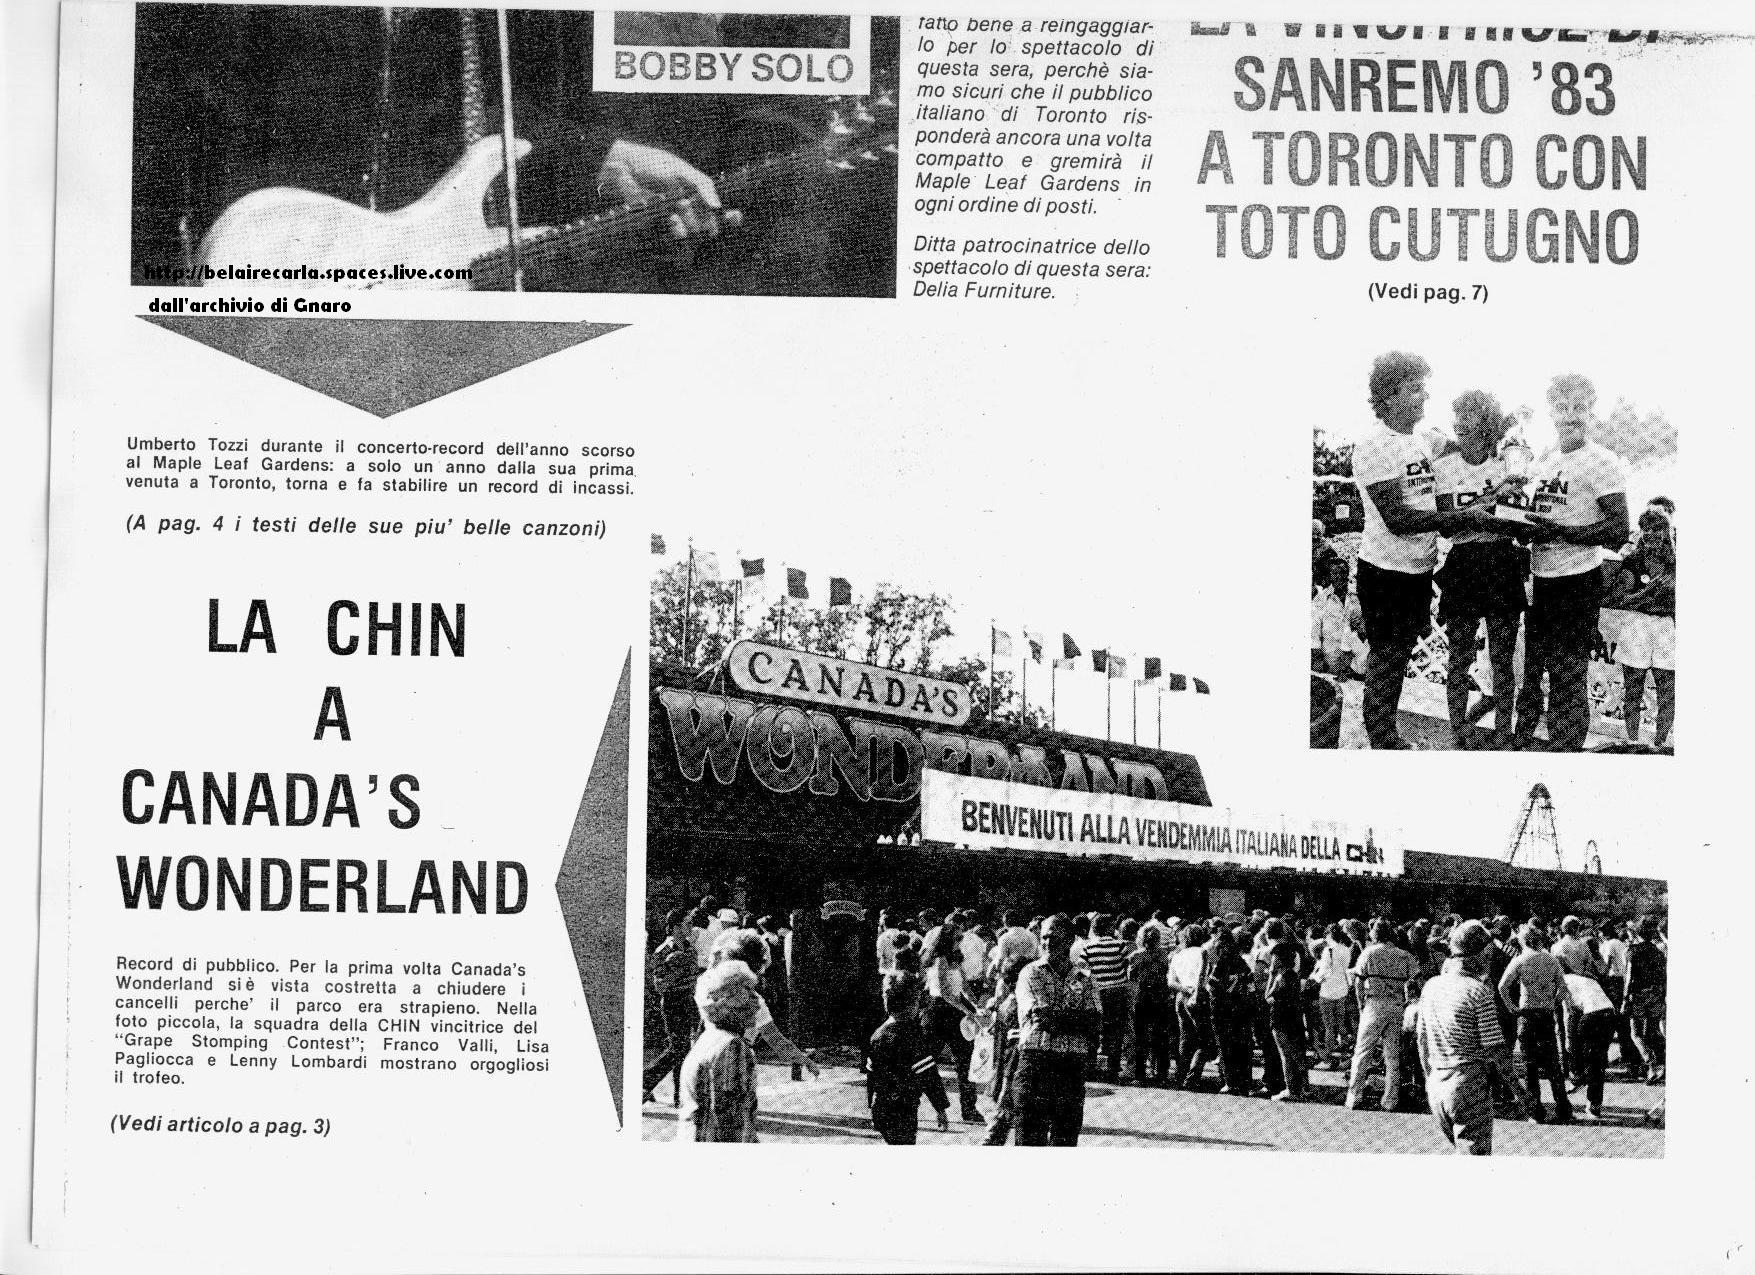 BOBBY SOLO
http://belairecarla.spaces.live.com
dall'archivio di Gnaro
fatto bene a reingaggiar-
lo per lo spettacolo di
questa sera, perchè sia-
mo sicuri che il pubblico
italiano di Toronto ris-
ponderà ancora una volta
compatto e gremirà il
Maple Leaf Gardens in
ogni ordine di posti.
Ditta patrocinatrice dello
spettacolo di questa sera:
Delia Furniture.
LA VINCITRICE DI
SANREMO '83
A TORONTO CON
TOTO CUTUGNO
(Vedi pag. 7)
Umberto Tozzi durante il concerto-record dell'anno scorso
al Maple Leaf Gardens: a solo un anno dalla sua prima
venuta a Toronto, torna e fa stabilire un record di incassi.
(A pag. 4 i testi delle sue piu' belle canzoni)
LA CHIN
A
CANADA'S
WONDERLAND
Record di pubblico. Per la prima volta Canada's
Wonderland si è vista costretta a chiudere i
cancelli perche' il parco era strapieno. Nella
foto piccola, la squadra della CHIN vincitrice del
"Grape Stomping Contest"; Franco Valli, Lisa
Pagliocca e Lenny Lombardi mostrano orgogliosi
il trofeo.
(Vedi articolo a pag. 3)
CHIN
CANADA'S
WONDERLAND
BENVENUTI ALLA VENDEMMIA ITALIANA DELLA CHIN